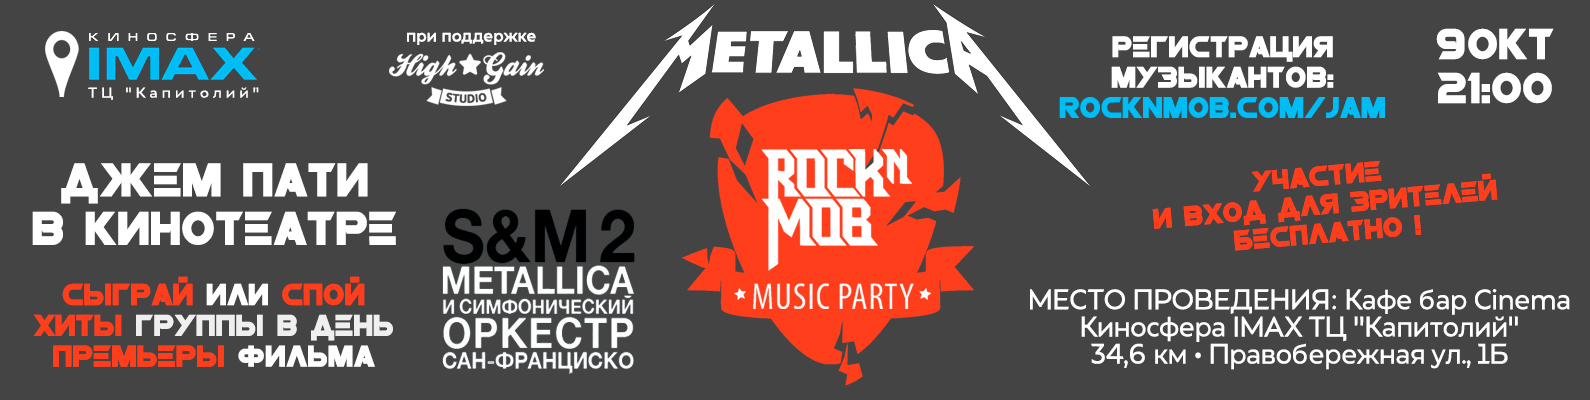 КИНОСФЕРА
IMAX
ТЦ "Капитолий"
при поддержке
High Gain
STUDIO
METALLICA
РЕГИСТРАЦИЯ
МУЗЫКАНТОВ:
ROCKNMOB.COM/JAM
9ОКТ
21:00
ДЖЕМ ПАТИ
В КИНОТЕАТРЕ
СЫГРАЙ ИЛИ СПОЙ
ХИТЫ ГРУППЫ В ДЕНЬ
ПРЕМЬЕРЫ ФИЛЬМА
S&M 2
METALLICA
И СИМФОНИЧЕСКИЙ
ОРКЕСТР
САН-ФРАНЦИСКО
ROCK N
MOB
MUSIC PARTY
УЧАСТИЕ
И ВХОД ДЛЯ ЗРИТЕЛЕЙ
БЕСПЛАТНО !
МЕСТО ПРОВЕДЕНИЯ: Кафе бар Cinema
Киносфера IMAX ТЦ "Капитолий"
34,6 км • Правобережная ул., 1Б